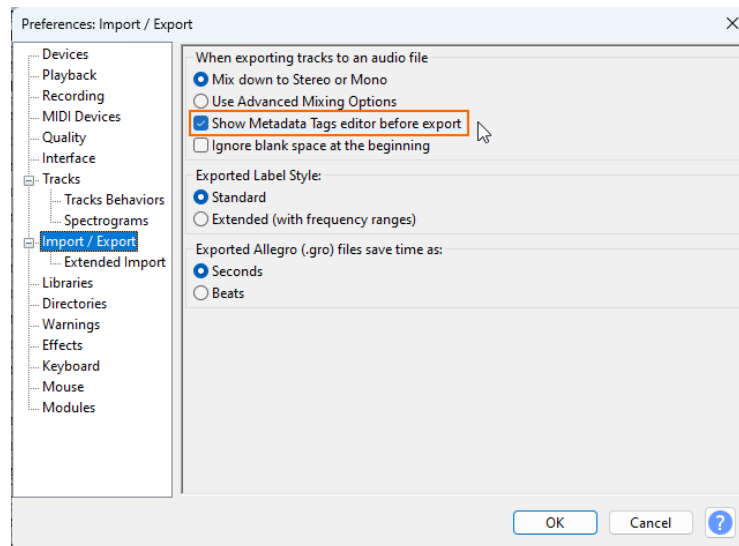 Preferences: Import / Export
Devices
Playback
Recording
MIDI Devices
Quality
Interface
Tracks
Tracks Behaviors
Spectrograms
Import / Export
Extended Import
Libraries
Directories
Warnings
Effects
Keyboard
Mouse
Modules
When exporting tracks to an audio file
Mix down to Stereo or Mono
Use Advanced Mixing Options
Show Metadata Tags editor before export
Ignore blank space at the beginning
Exported Label Style:
Standard
Extended (with frequency ranges)
Exported Allegro (.gro) files save time as:
Seconds
Beats
OK
Cancel
?